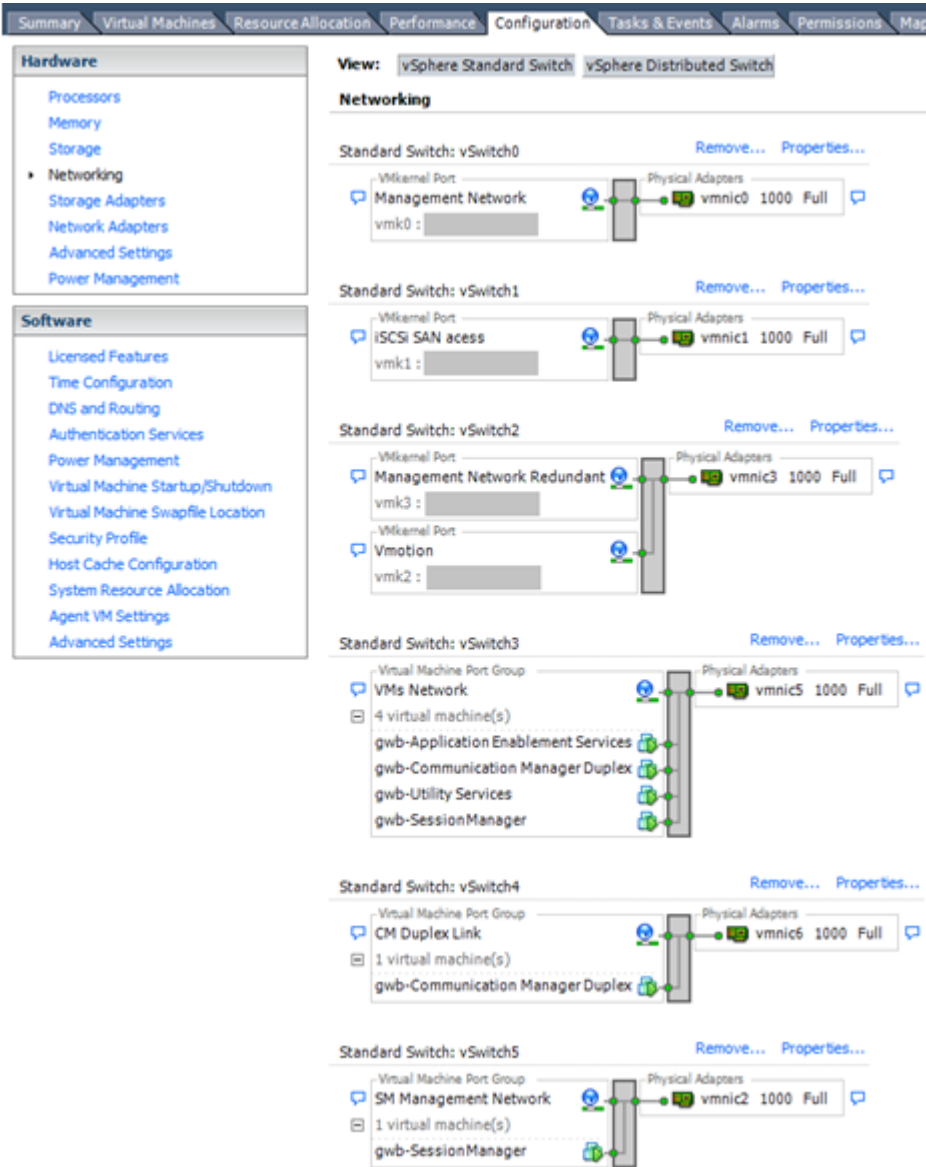 Summary Virtual Machines Resource Allocation Performance Configuration Tasks & Events Alarms Permissions Map
Hardware
Processors
Memory
Storage
Networking
Storage Adapters
Network Adapters
Advanced Settings
Power Management
Software
Licensed Features
Time Configuration
DNS and Routing
Authentication Services
Power Management
Virtual Machine Startup/Shutdown
Virtual Machine Swapfile Location
Security Profile
Host Cache Configuration
System Resource Allocation
Agent VM Settings
Advanced Settings
View: vSphere Standard Switch vSphere Distributed Switch
Networking
Standard Switch: vSwitch0 Remove... Properties...
VMkernel Port Physical Adapters
Management Network vmnic0 1000 Full
vmk0 :
Standard Switch: vSwitch1 Remove... Properties...
VMkernel Port Physical Adapters
iSCSi SAN acess vmnic1 1000 Full
vmk1 :
Standard Switch: vSwitch2 Remove... Properties...
VMkernel Port Physical Adapters
Management Network Redundant vmnic3 1000 Full
vmk3 :
VMkernel Port
Vmotion
vmk2 :
Standard Switch: vSwitch3 Remove... Properties...
Virtual Machine Port Group Physical Adapters
VMs Network vmnic5 1000 Full
4 virtual machine(s)
gwb-Application Enablement Services
gwb-Communication Manager Duplex
gwb-Utility Services
gwb-SessionManager
Standard Switch: vSwitch4 Remove... Properties...
Virtual Machine Port Group Physical Adapters
CM Duplex Link vmnic6 1000 Full
1 virtual machine(s)
gwb-Communication Manager Duplex
Standard Switch: vSwitch5 Remove... Properties...
Virtual Machine Port Group Physical Adapters
SM Management Network vmnic2 1000 Full
1 virtual machine(s)
gwb-SessionManager